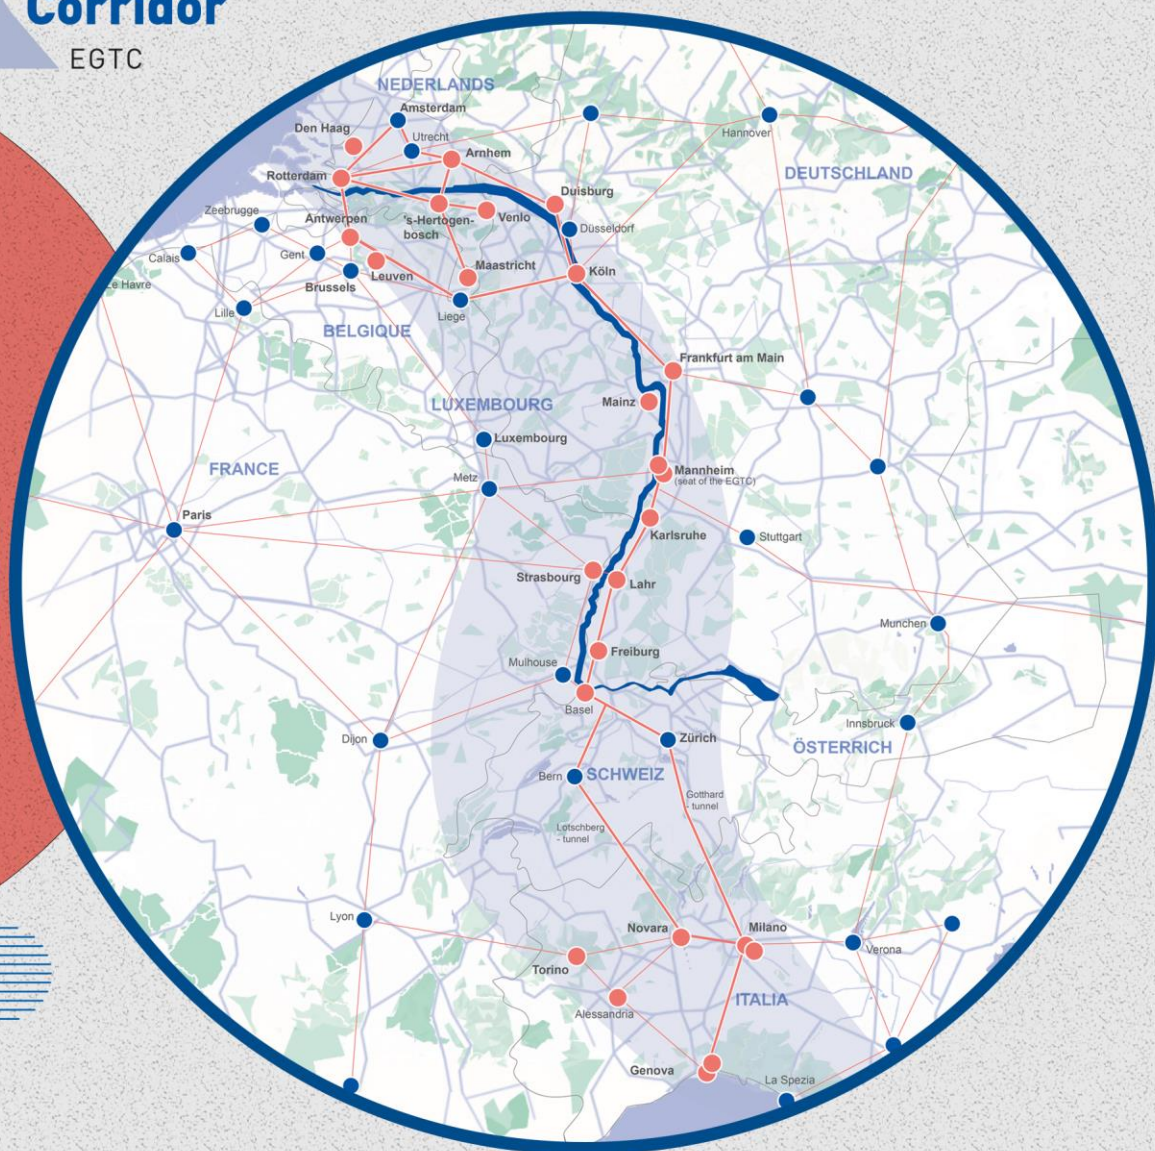 Corridor
EGTC
NEDERLANDS
Amsterdam
Den Haag
Utrecht
Arnhem
Hannover
DEUTSCHLAND
Rotterdam
Duisburg
Zeebrugge
Antwerpen
's-Hertogen-
bosch
Venlo
Düsseldorf
Calais
Gent
Leuven
Maastricht
Köln
Le Havre
Brussels
Lille
Liege
BELGIQUE
Frankfurt am Main
Mainz
LUXEMBOURG
Luxembourg
FRANCE
Metz
Mannheim
(seat of the EGTC)
Paris
Karlsruhe
Stuttgart
Strasbourg
Lahr
Munchen
Freiburg
Mulhouse
Basel
Innsbruck
Dijon
Zürich
ÖSTERRICH
Bern
SCHWEIZ
Gotthard
- tunnel
Lotschberg
- tunnel
Lyon
Novara
Milano
Verona
Torino
ITALIA
Alessandria
Genova
La Spezia